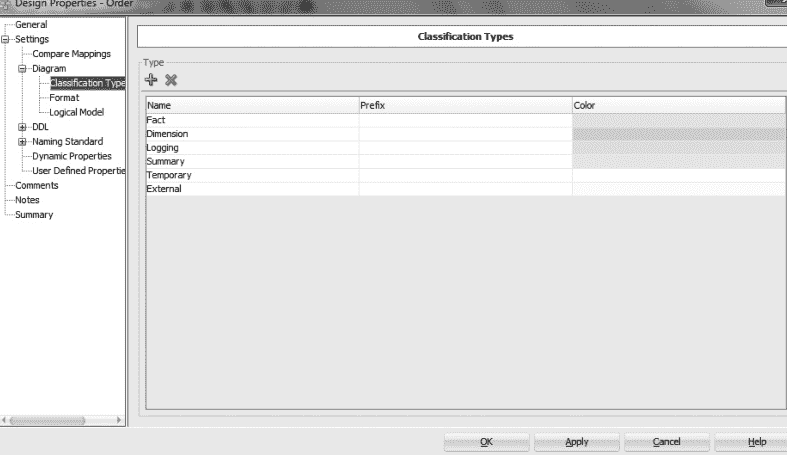 Design Properties - Order
General
Settings
Compare Mappings
Diagram
Classification Type
Format
Logical Model
DDL
Naming Standard
Dynamic Properties
User Defined Propertie
Comments
Notes
Summary
Classification Types
Type
Name Prefix Color
Fact
Dimension
Logging
Summary
Temporary
External
OK Apply Cancel Help